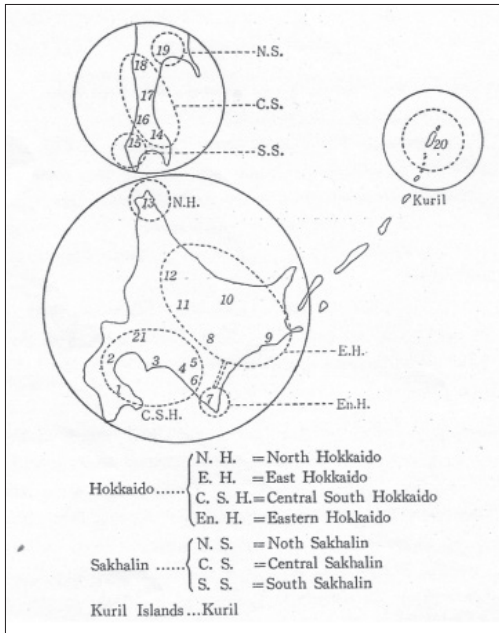 19
N.S.
18
17
C.S.
16
14
15
S.S.
20
Kuril
13
N.H.
12
10
11
8
9
21
E.H.
2
3
4
5
6
1
7
En.H.
C.S.H.
Hokkaido ......
N. H. =North Hokkaido
E. H. =East Hokkaido
C. S. H.=Central South Hokkaido
En. H. =Eastern Hokkaido
Sakhalin ......
N. S. =Noth Sakhalin
C. S. =Central Sakhalin
S. S. =South Sakhalin
Kuril Islands ...Kuril